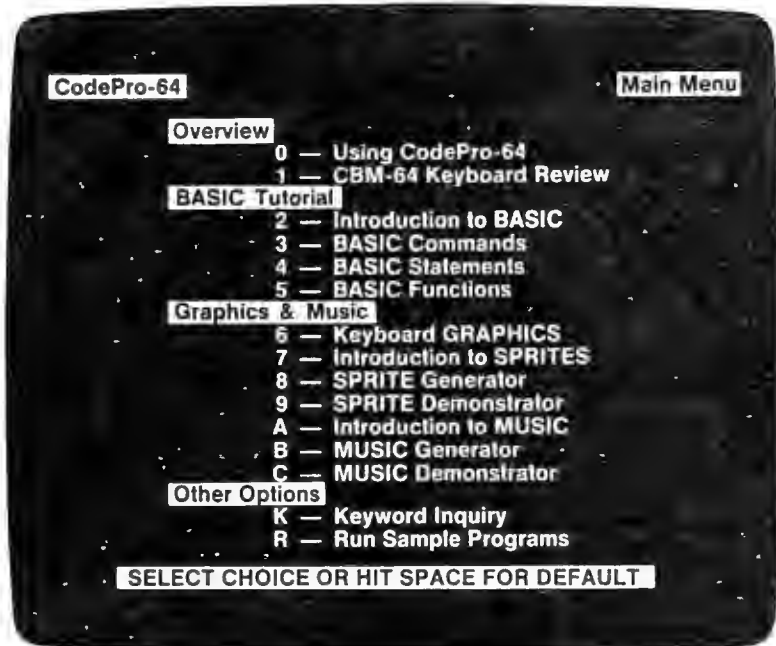 CodePro-64 Main Menu
Overview
0 — Using CodePro-64
1 — CBM-64 Keyboard Review
BASIC Tutorial
2 — Introduction to BASIC
3 — BASIC Commands
4 — BASIC Statements
5 — BASIC Functions
Graphics & Music
6 — Keyboard GRAPHICS
7 — Introduction to SPRITES
8 — SPRITE Generator
9 — SPRITE Demonstrator
A — Introduction to MUSIC
B — MUSIC Generator
C — MUSIC Demonstrator
Other Options
K — Keyword Inquiry
R — Run Sample Programs
SELECT CHOICE OR HIT SPACE FOR DEFAULT